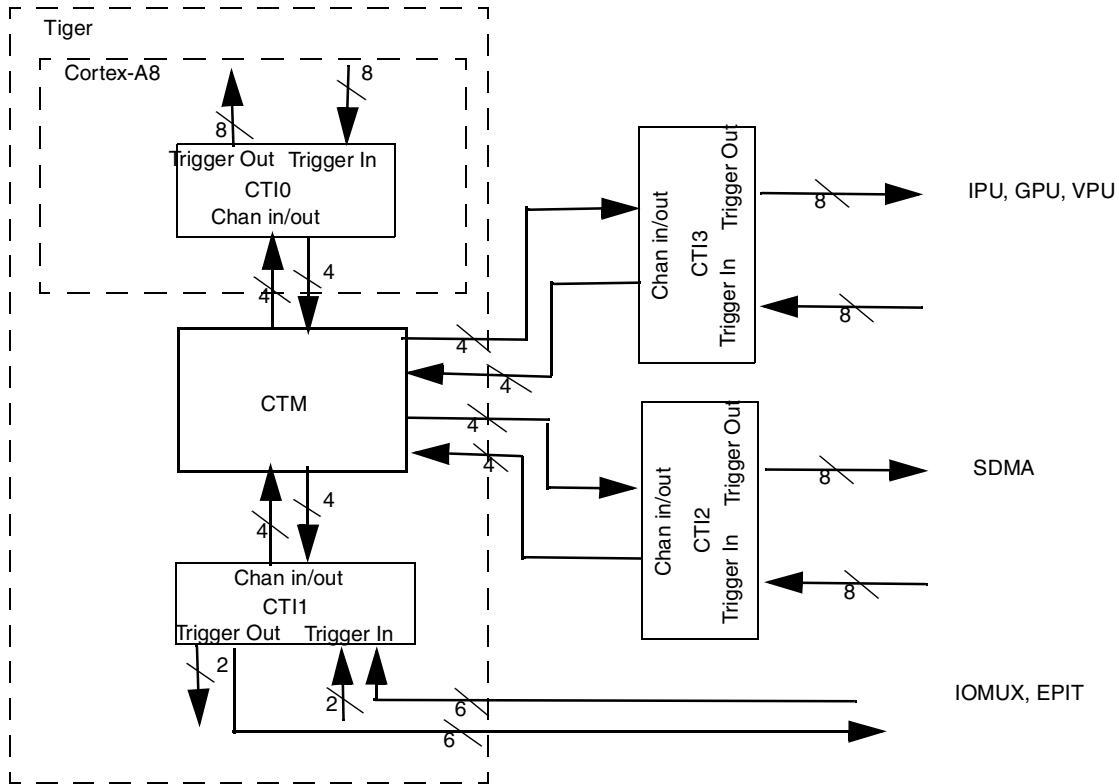 Tiger
Cortex-A8
8
8
Trigger Out Trigger In
CTI0
Chan in/out
4
4
CTM
4
4
4
4
4
4
Chan in/out
CTI1
Trigger Out Trigger In
2
2
6
6
Chan in/out
CTI3
Trigger In Trigger Out
8
IPU, GPU, VPU
8
Chan in/out
CTI2
Trigger In Trigger Out
8
SDMA
8
IOMUX, EPIT